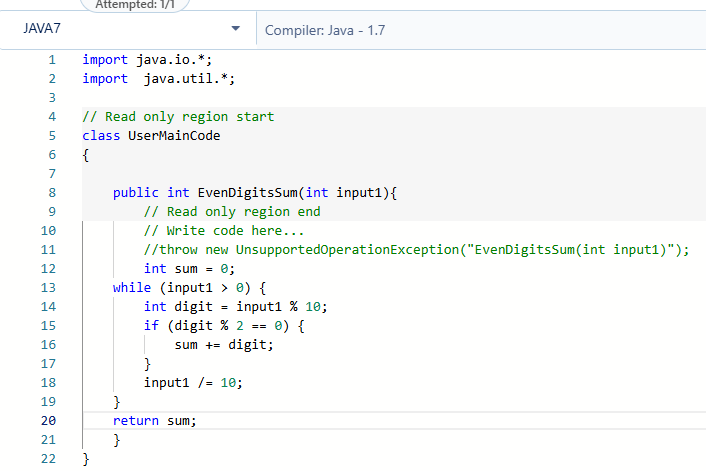 Attempted: 1/1
JAVA7
Compiler: Java - 1.7
1 import java.io.*;
2 import  java.util.*;
3
4 // Read only region start
5 class UserMainCode
6 {
7
8     public int EvenDigitsSum(int input1){
9         // Read only region end
10         // Write code here...
11         //throw new UnsupportedOperationException("EvenDigitsSum(int input1)");
12         int sum = 0;
13     while (input1 > 0) {
14         int digit = input1 % 10;
15         if (digit % 2 == 0) {
16             sum += digit;
17         }
18         input1 /= 10;
19     }
20     return sum;
21     }
22 }